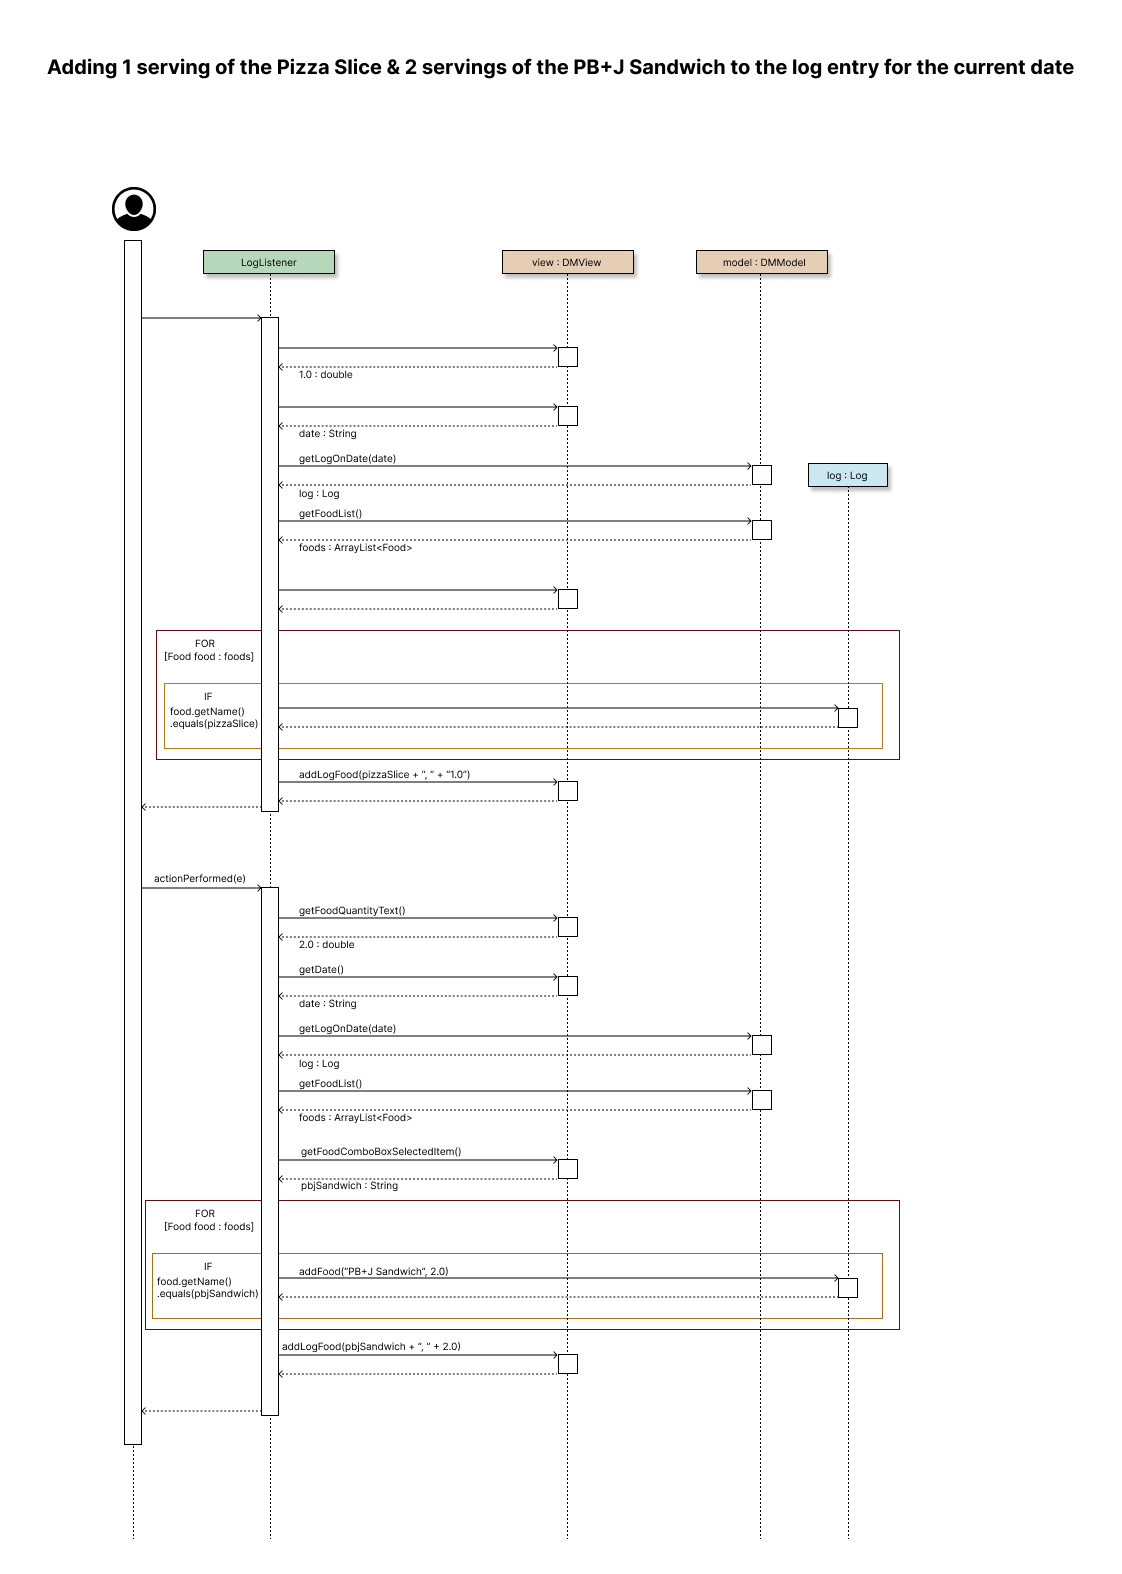 Adding 1 serving of the Pizza Slice & 2 servings of the PB+J Sandwich to the log entry for the current date
LogListener
view : DMView
model : DMModel
1.0 : double
date : String
getLogOnDate(date)
log : Log
log : Log
getFoodList()
foods : ArrayList<Food>
FOR
[Food food : foods]
IF
food.getName()
.equals(pizzaSlice)
addLogFood(pizzaSlice + “, ” + “1.0”)
actionPerformed(e)
getFoodQuantityText()
2.0 : double
getDate()
date : String
getLogOnDate(date)
log : Log
getFoodList()
foods : ArrayList<Food>
getFoodComboBoxSelectedItem()
pbjSandwich : String
FOR
[Food food : foods]
IF
addFood(“PB+J Sandwich”, 2.0)
food.getName()
.equals(pbjSandwich)
addLogFood(pbjSandwich + “, ” + 2.0)